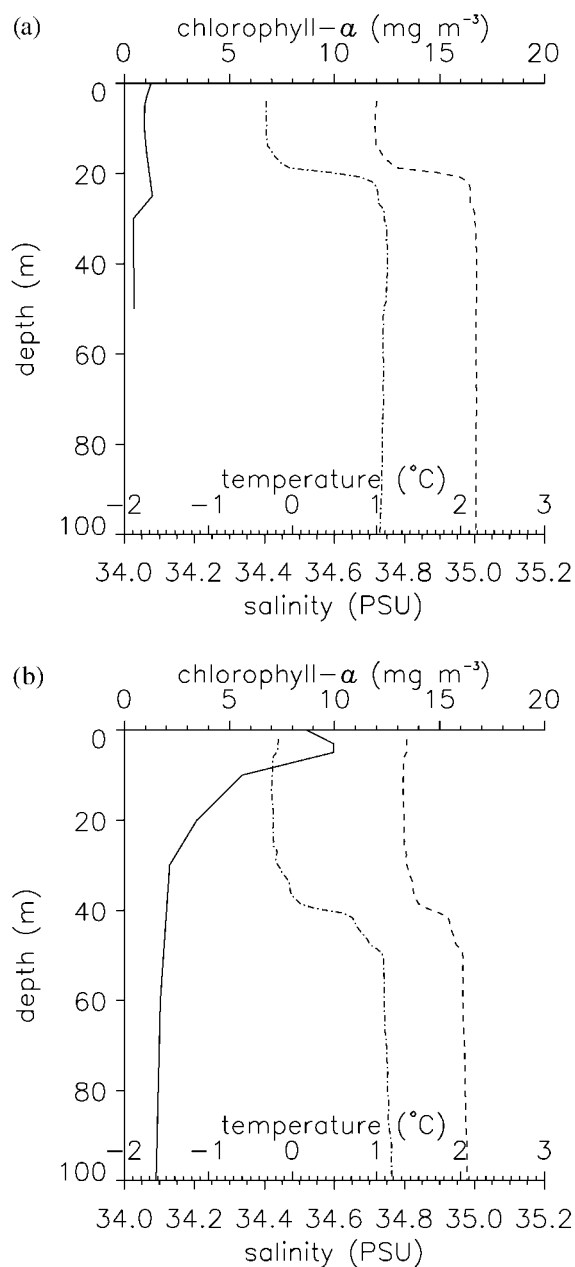 (a)
chlorophyll-a (mg m⁻³)
0 5 10 15 20
0
20
40
60
80
100
depth (m)
temperature (°C)
-2 -1 0 1 2 3
34.0 34.2 34.4 34.6 34.8 35.0 35.2
salinity (PSU)
(b)
chlorophyll-a (mg m⁻³)
0 5 10 15 20
0
20
40
60
80
100
depth (m)
temperature (°C)
-2 -1 0 1 2 3
34.0 34.2 34.4 34.6 34.8 35.0 35.2
salinity (PSU)